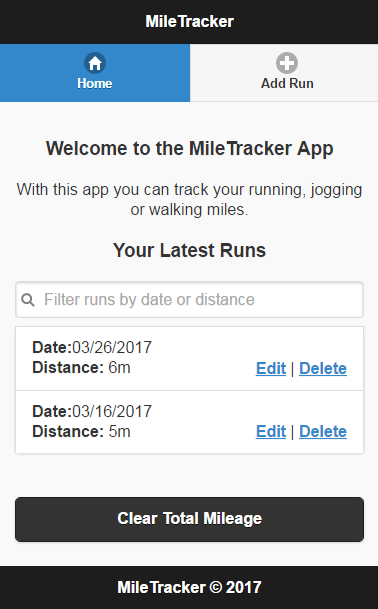 MileTracker
Home
Add Run
Welcome to the MileTracker App
With this app you can track your running, jogging
or walking miles.
Your Latest Runs
Filter runs by date or distance
Date:03/26/2017
Distance: 6m
Edit | Delete
Date:03/16/2017
Distance: 5m
Edit | Delete
Clear Total Mileage
MileTracker © 2017